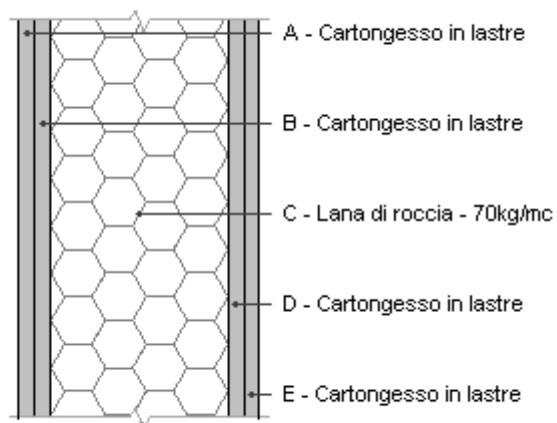 A - Cartongesso in lastre
B - Cartongesso in lastre
C - Lana di roccia - 70kg/mc
D - Cartongesso in lastre
E - Cartongesso in lastre